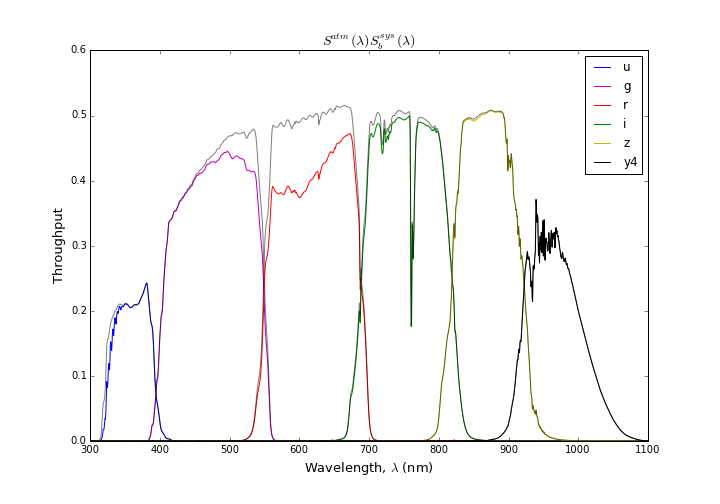 S^{atm}(λ)S_b^{sys}(λ)
0.6
0.5
0.4
0.3
0.2
0.1
0.0
Throughput
300 400 500 600 700 800 900 1000 1100
Wavelength, λ (nm)
u
g
r
i
z
y4